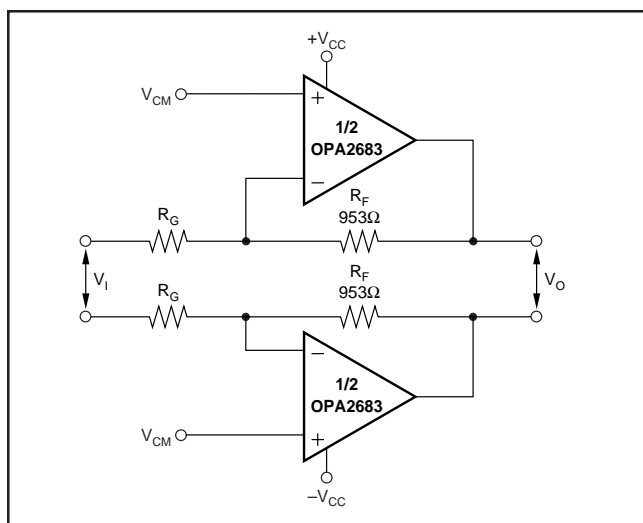 +V_CC
V_CM
+
1/2
OPA2683
−
R_G
R_F
953Ω
V_I
R_G
R_F
953Ω
V_O
−
1/2
OPA2683
V_CM
+
−V_CC